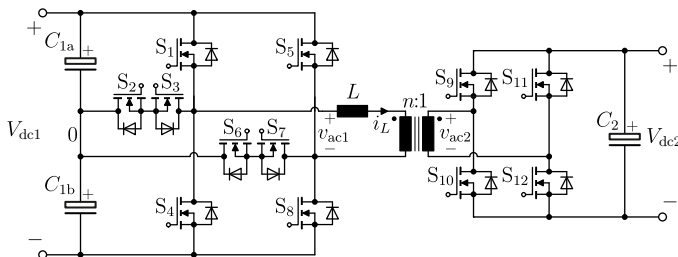 +
C1a +
S1
S5
S2 S3
Vdc1
0
L
iL
+ vac1 −
n:1
+ vac2 −
S6 S7
C1b +
S4
S8
−
S9
S11
S10
S12
+
C2 +
Vdc2
−